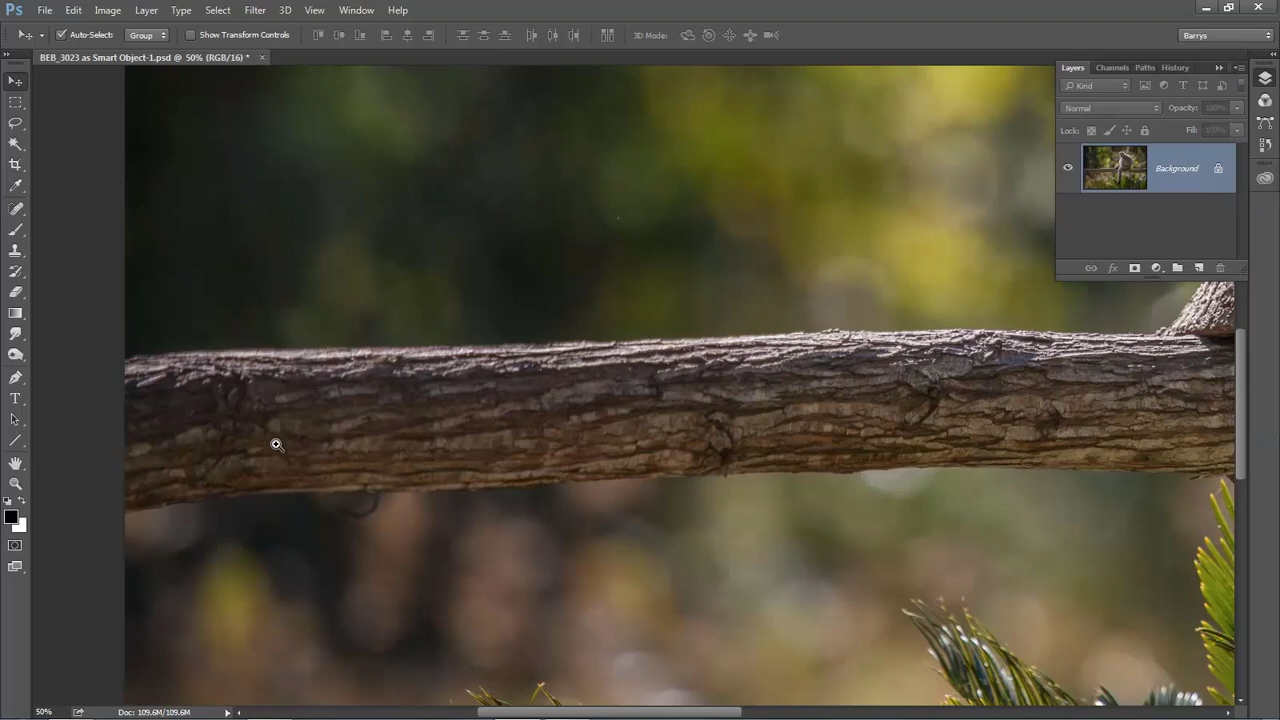 Ps File Edit Image Layer Type Select Filter 3D View Window Help
Auto-Select: Group Show Transform Controls 3D Mode: Barrys
BEB_3023 as Smart Object-1.psd @ 50% (RGB/16) *
Layers Channels Paths History
Kind
Normal Opacity: 100%
Lock: Fill: 100%
Background
50% Doc: 109.6M/109.6M